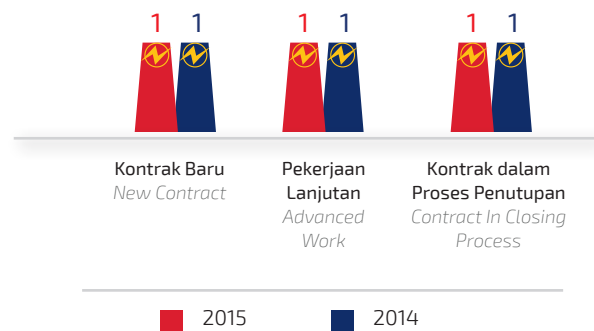 1 1 1 1 1 1
Kontrak Baru
New Contract
Pekerjaan
Lanjutan
Advanced
Work
Kontrak dalam
Proses Penutupan
Contract In Closing
Process
2015 2014